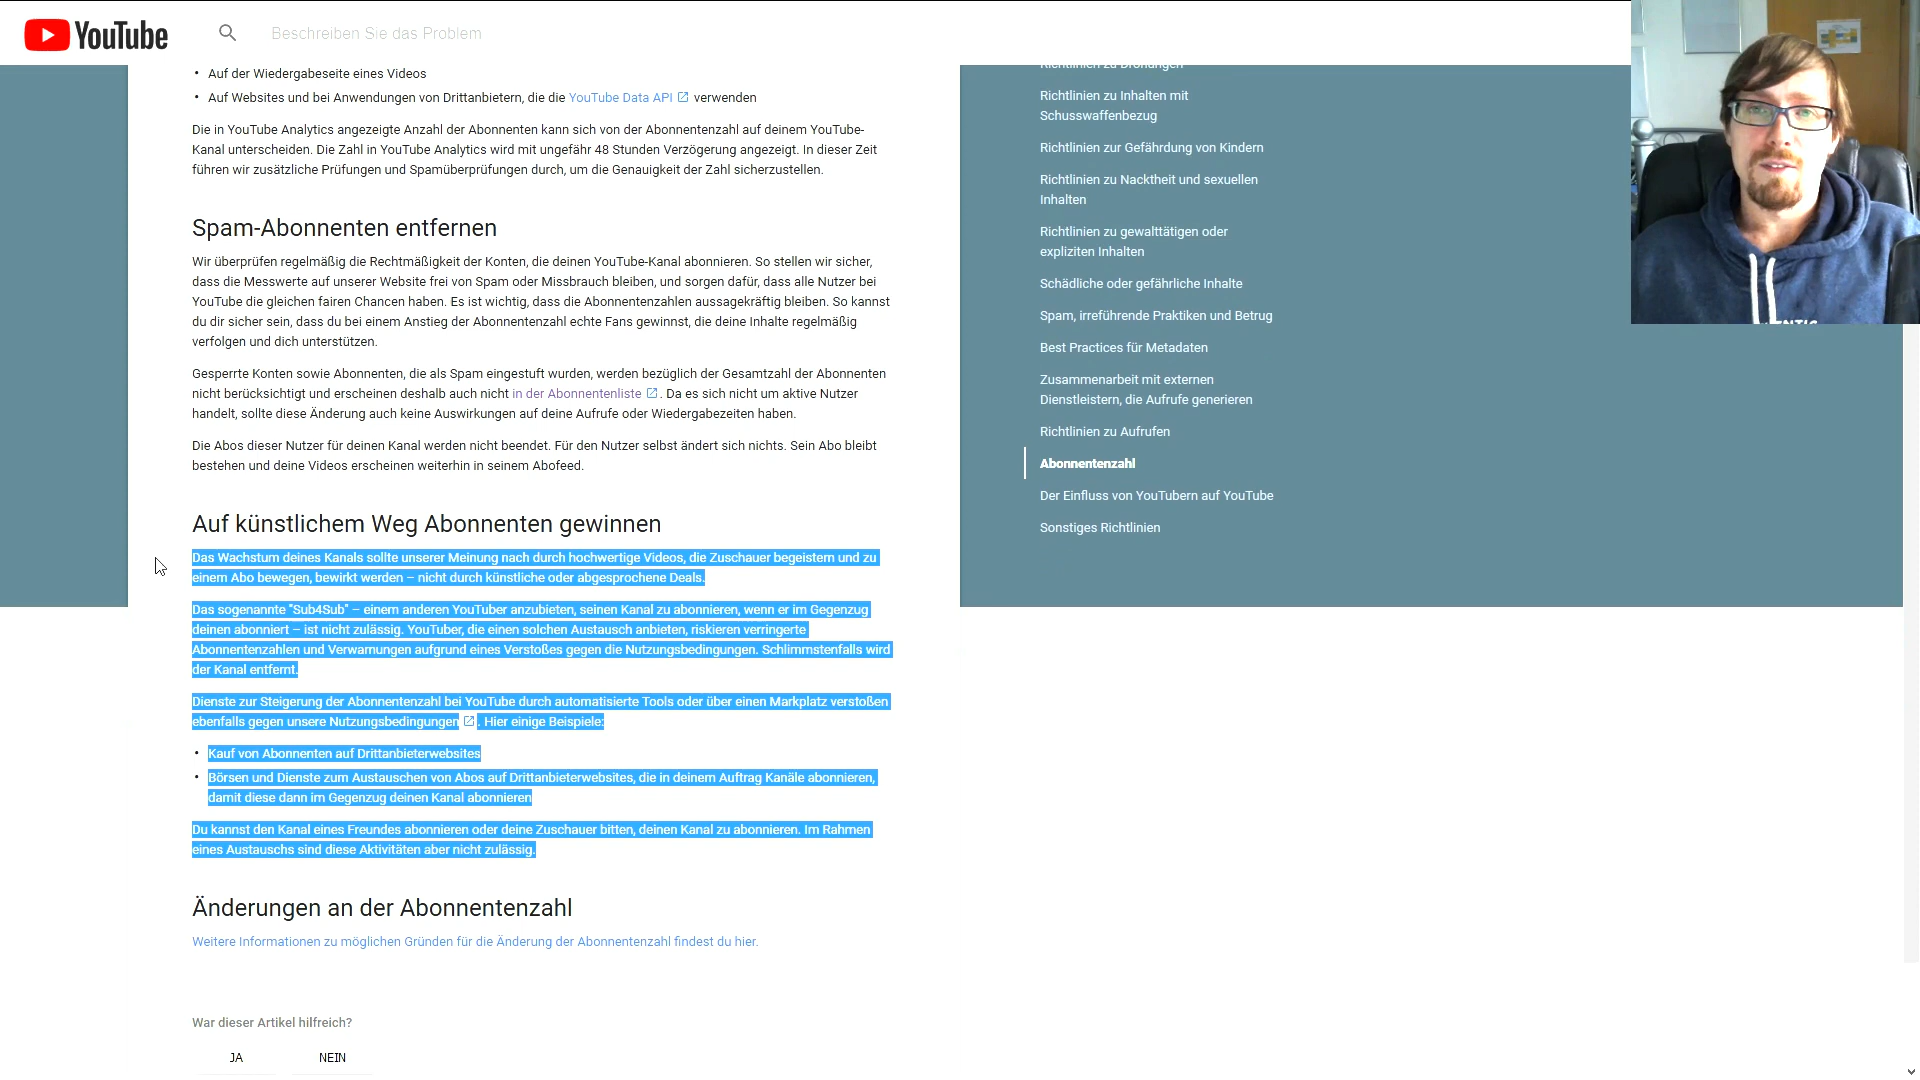 YouTube
Beschreiben Sie das Problem
• Auf der Wiedergabeseite eines Videos
• Auf Websites und bei Anwendungen von Drittanbietern, die die YouTube Data API verwenden
Die in YouTube Analytics angezeigte Anzahl der Abonnenten kann sich von der Abonnentenzahl auf deinem YouTube-
Kanal unterscheiden. Die Zahl in YouTube Analytics wird mit ungefähr 48 Stunden Verzögerung angezeigt. In dieser Zeit
führen wir zusätzliche Prüfungen und Spamüberprüfungen durch, um die Genauigkeit der Zahl sicherzustellen.
Spam-Abonnenten entfernen
Wir überprüfen regelmäßig die Rechtmäßigkeit der Konten, die deinen YouTube-Kanal abonnieren. So stellen wir sicher,
dass die Messwerte auf unserer Website frei von Spam oder Missbrauch bleiben, und sorgen dafür, dass alle Nutzer bei
YouTube die gleichen fairen Chancen haben. Es ist wichtig, dass die Abonnentenzahlen aussagekräftig bleiben. So kannst
du dir sicher sein, dass du bei einem Anstieg der Abonnentenzahl echte Fans gewinnst, die deine Inhalte regelmäßig
verfolgen und dich unterstützen.
Gesperrte Konten sowie Abonnenten, die als Spam eingestuft wurden, werden bezüglich der Gesamtzahl der Abonnenten
nicht berücksichtigt und erscheinen deshalb auch nicht in der Abonnentenliste. Da es sich nicht um aktive Nutzer
handelt, sollte diese Änderung auch keine Auswirkungen auf deine Aufrufe oder Wiedergabezeiten haben.
Die Abos dieser Nutzer für deinen Kanal werden nicht beendet. Für den Nutzer selbst ändert sich nichts. Sein Abo bleibt
bestehen und deine Videos erscheinen weiterhin in seinem Abofeed.
Auf künstlichem Weg Abonnenten gewinnen
Das Wachstum deines Kanals sollte unserer Meinung nach durch hochwertige Videos, die Zuschauer begeistern und zu
einem Abo bewegen, bewirkt werden – nicht durch künstliche oder abgesprochene Deals.
Das sogenannte "Sub4Sub" – einem anderen YouTuber anzubieten, seinen Kanal zu abonnieren, wenn er im Gegenzug
deinen abonniert – ist nicht zulässig. YouTuber, die einen solchen Austausch anbieten, riskieren verringerte
Abonnentenzahlen und Verwarnungen aufgrund eines Verstoßes gegen die Nutzungsbedingungen. Schlimmstenfalls wird
der Kanal entfernt.
Dienste zur Steigerung der Abonnentenzahl bei YouTube durch automatisierte Tools oder über einen Markplatz verstoßen
ebenfalls gegen unsere Nutzungsbedingungen. Hier einige Beispiele:
• Kauf von Abonnenten auf Drittanbieterwebsites
• Börsen und Dienste zum Austauschen von Abos auf Drittanbieterwebsites, die in deinem Auftrag Kanäle abonnieren,
damit diese dann im Gegenzug deinen Kanal abonnieren
Du kannst den Kanal eines Freundes abonnieren oder deine Zuschauer bitten, deinen Kanal zu abonnieren. Im Rahmen
eines Austauschs sind diese Aktivitäten aber nicht zulässig.
Änderungen an der Abonnentenzahl
Weitere Informationen zu möglichen Gründen für die Änderung der Abonnentenzahl findest du hier.
War dieser Artikel hilfreich?
JA NEIN
Richtlinien zu Drohungen
Richtlinien zu Inhalten mit
Schusswaffenbezug
Richtlinien zur Gefährdung von Kindern
Richtlinien zu Nacktheit und sexuellen
Inhalten
Richtlinien zu gewalttätigen oder
expliziten Inhalten
Schädliche oder gefährliche Inhalte
Spam, irreführende Praktiken und Betrug
Best Practices für Metadaten
Zusammenarbeit mit externen
Dienstleistern, die Aufrufe generieren
Richtlinien zu Aufrufen
Abonnentenzahl
Der Einfluss von YouTubern auf YouTube
Sonstiges Richtlinien